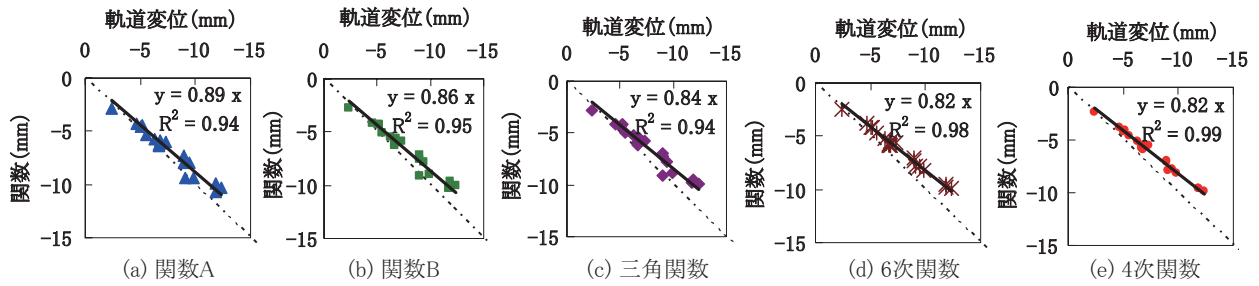 軌道変位(mm)
0 −5 −10 −15
0
−5
−10
−15
関数(mm)
y = 0.89 x
R² = 0.94
(a) 関数A
軌道変位(mm)
0 −5 −10 −15
0
−5
−10
−15
関数(mm)
y = 0.86 x
R² = 0.95
(b) 関数B
軌道変位(mm)
0 −5 −10 −15
0
−5
−10
−15
関数(mm)
y = 0.84 x
R² = 0.94
(c) 三角関数
軌道変位(mm)
0 −5 −10 −15
0
−5
−10
−15
関数(mm)
y = 0.82 x
R² = 0.98
(d) 6次関数
軌道変位(mm)
0 −5 −10 −15
0
−5
−10
−15
関数(mm)
y = 0.82 x
R² = 0.99
(e) 4次関数